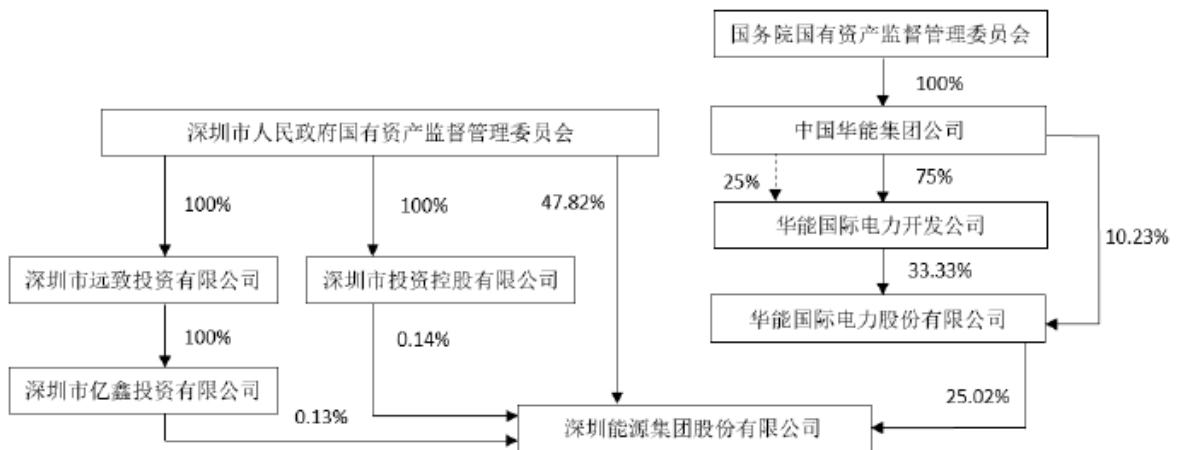 国务院国有资产监督管理委员会
100%
深圳市人民政府国有资产监督管理委员会
中国华能集团公司
100%
100%
47.82%
25%
75%
10.23%
华能国际电力开发公司
33.33%
深圳市远致投资有限公司
深圳市投资控股有限公司
华能国际电力股份有限公司
100%
0.14%
深圳市亿鑫投资有限公司
25.02%
0.13%
深圳能源集团股份有限公司